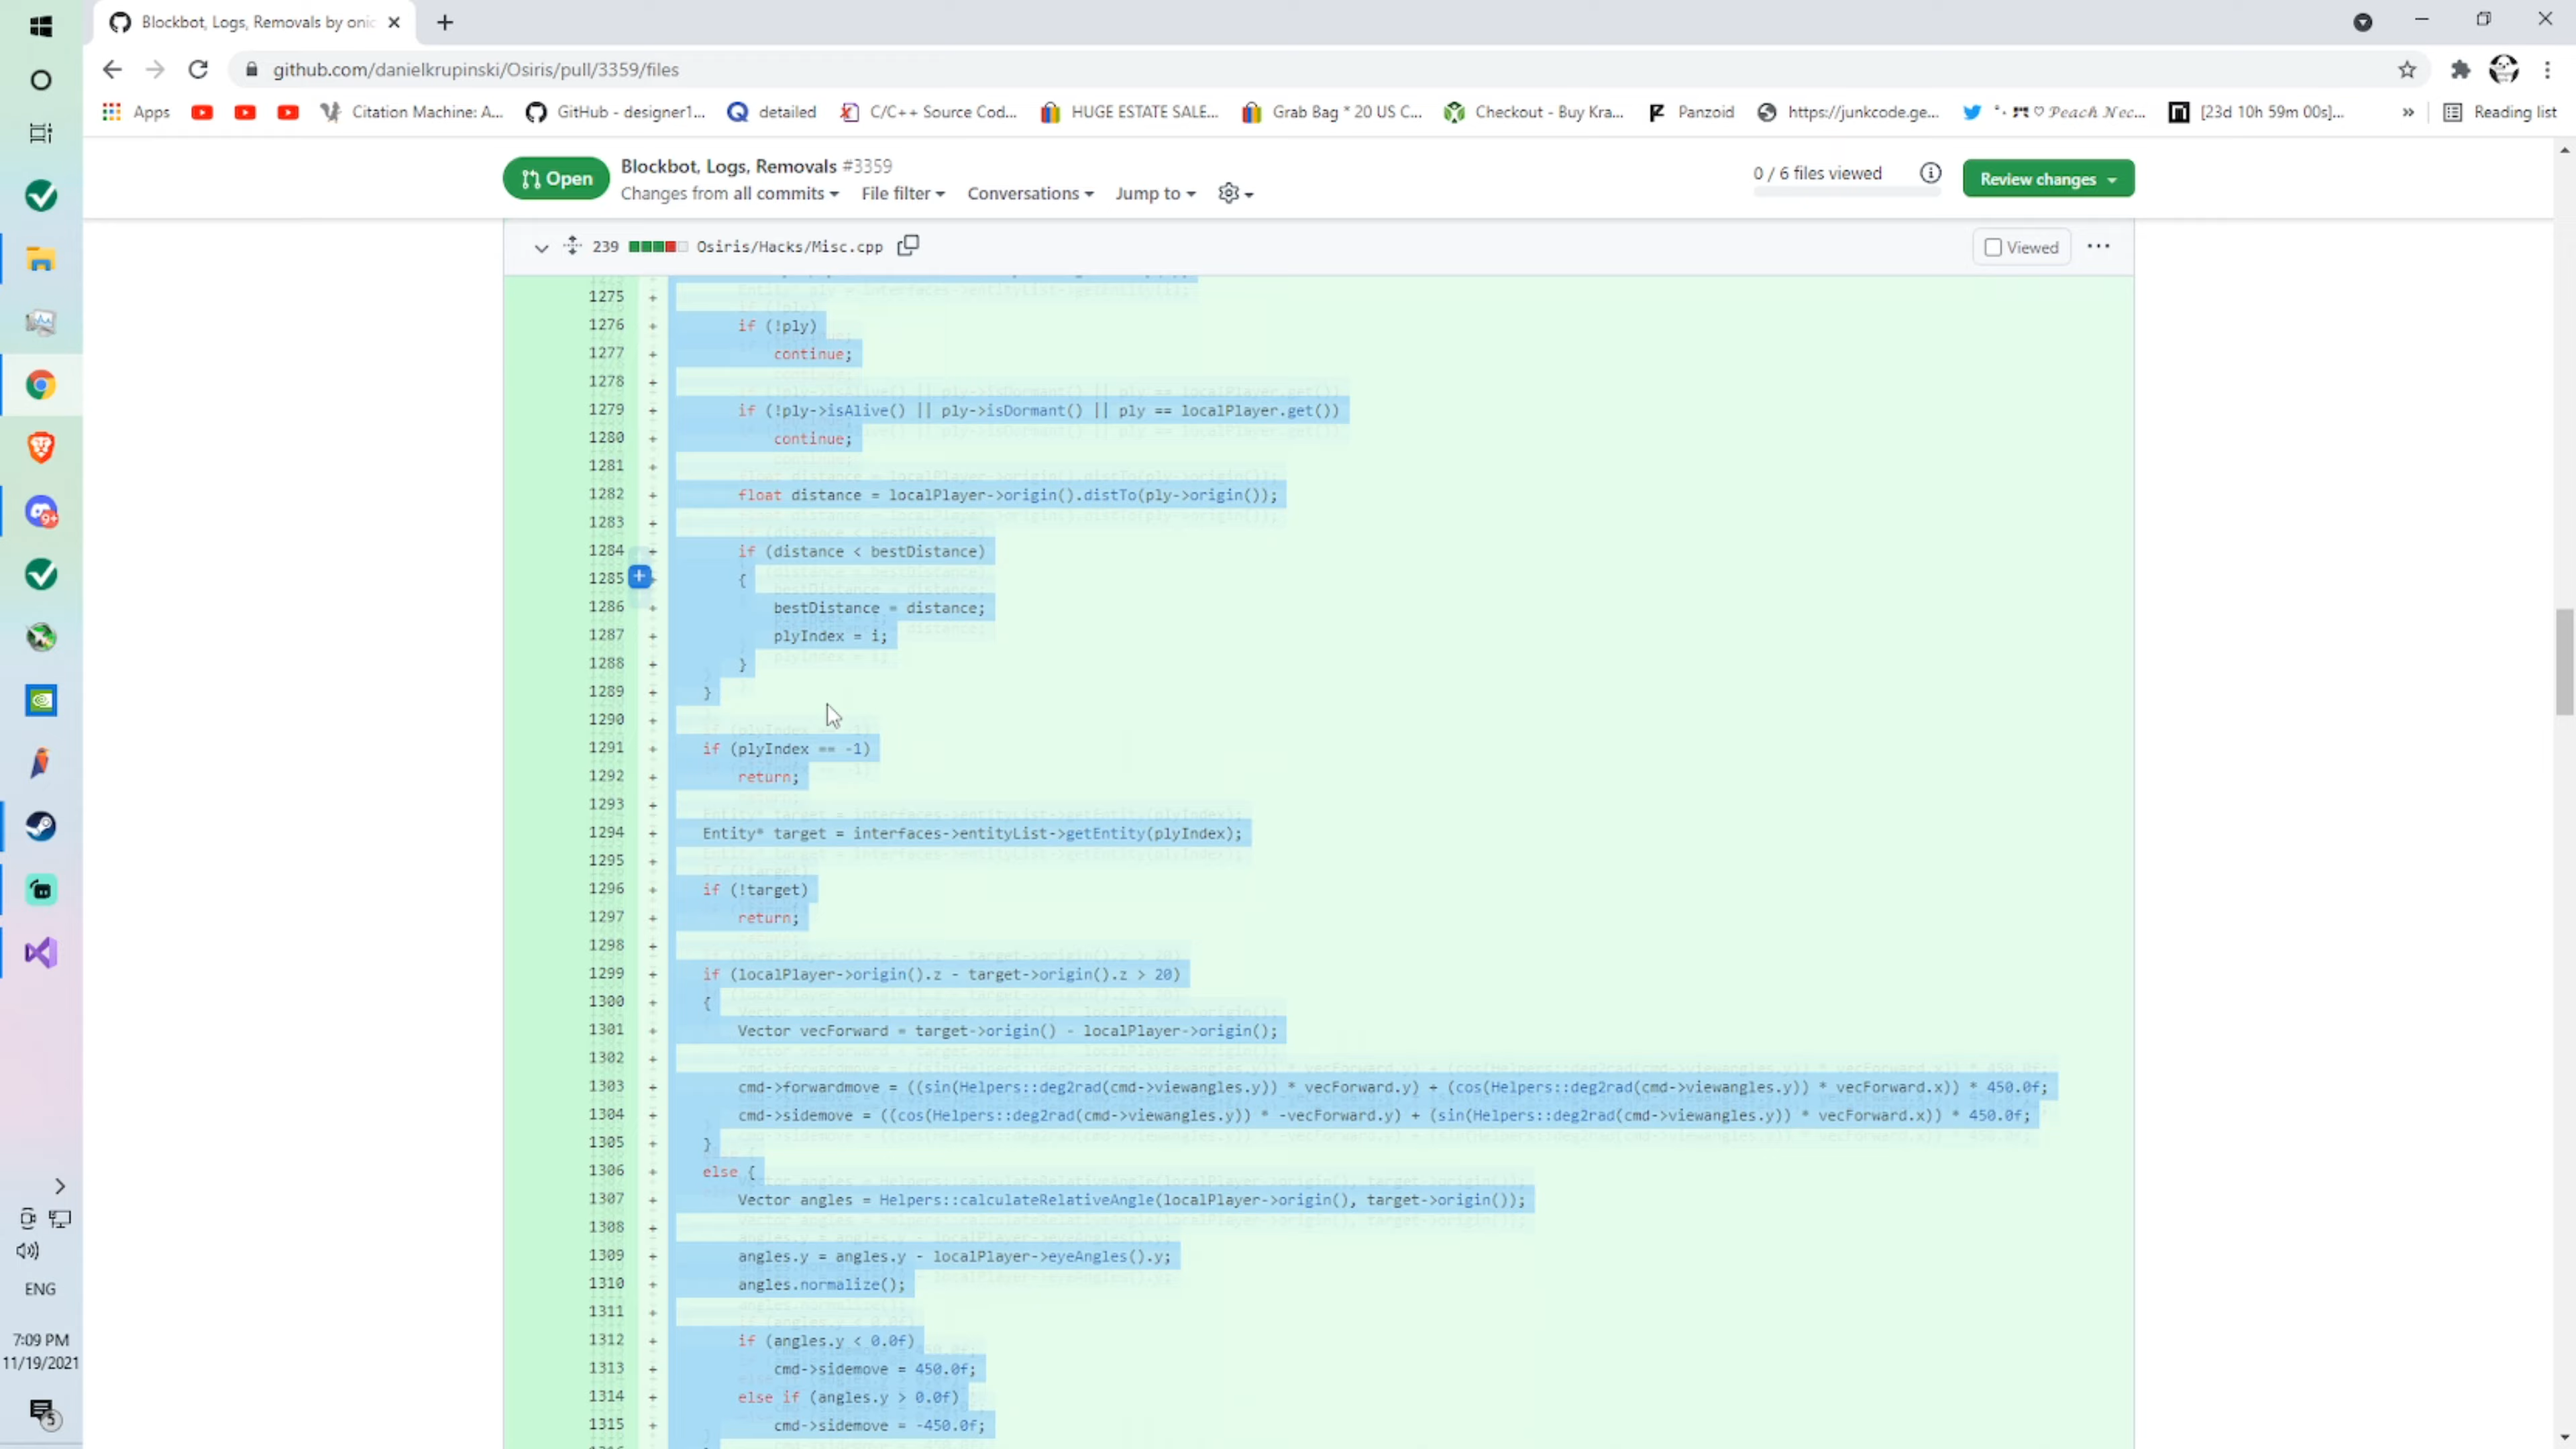 Blockbot, Logs, Removals by onic
github.com/danielkrupinski/Osiris/pull/3359/files
Apps
Citation Machine: A...
GitHub - designer1...
detailed
C/C++ Source Cod...
HUGE ESTATE SALE...
Grab Bag * 20 US C...
Checkout - Buy Kra...
Panzoid
https://junkcode.ge...
Peach Nec...
[23d 10h 59m 00s]...
»
Reading list
Open
Blockbot, Logs, Removals #3359
Changes from all commits
File filter
Conversations
Jump to
0 / 6 files viewed
Review changes
239
Osiris/Hacks/Misc.cpp
Viewed
1275 +
1276 + if (!ply)
1277 + continue;
1278 +
1279 + if (!ply->isAlive() || ply->isDormant() || ply == localPlayer.get())
1280 + continue;
1281 +
1282 + float distance = localPlayer->origin().distTo(ply->origin());
1283 +
1284 + if (distance < bestDistance)
1285 + {
1286 + bestDistance = distance;
1287 + plyIndex = i;
1288 + }
1289 + }
1290 +
1291 + if (plyIndex == -1)
1292 + return;
1293 +
1294 + Entity* target = interfaces->entityList->getEntity(plyIndex);
1295 +
1296 + if (!target)
1297 + return;
1298 +
1299 + if (localPlayer->origin().z - target->origin().z > 20)
1300 + {
1301 + Vector vecForward = target->origin() - localPlayer->origin();
1302 +
1303 + cmd->forwardmove = ((sin(Helpers::deg2rad(cmd->viewangles.y)) * vecForward.y) + (cos(Helpers::deg2rad(cmd->viewangles.y)) * vecForward.x)) * 450.0f;
1304 + cmd->sidemove = ((cos(Helpers::deg2rad(cmd->viewangles.y)) * -vecForward.y) + (sin(Helpers::deg2rad(cmd->viewangles.y)) * vecForward.x)) * 450.0f;
1305 + }
1306 + else {
1307 + Vector angles = Helpers::calculateRelativeAngle(localPlayer->origin(), target->origin());
1308 +
1309 + angles.y = angles.y - localPlayer->eyeAngles().y;
1310 + angles.normalize();
1311 +
1312 + if (angles.y < 0.0f)
1313 + cmd->sidemove = 450.0f;
1314 + else if (angles.y > 0.0f)
1315 + cmd->sidemove = -450.0f;
9+
ENG
7:09 PM
11/19/2021
5